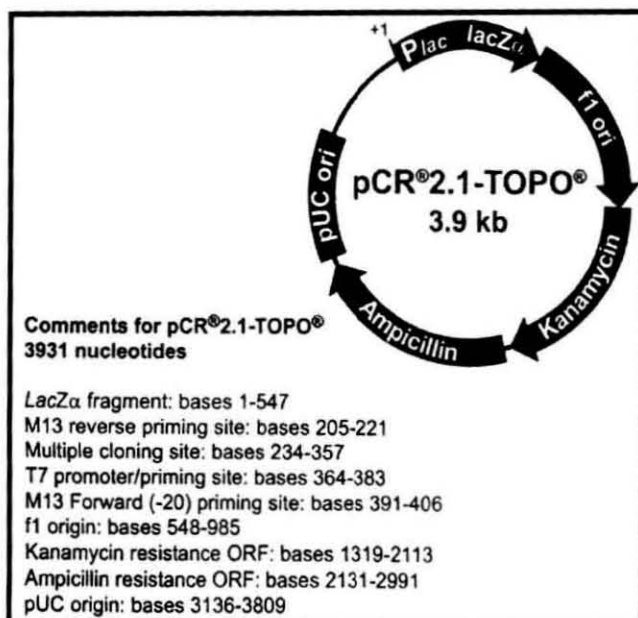 +1
Plac lacZα
f1 ori
pUC ori
pCR®2.1-TOPO®
3.9 kb
Kanamycin
Ampicillin
Comments for pCR®2.1-TOPO®
3931 nucleotides
LacZα fragment: bases 1-547
M13 reverse priming site: bases 205-221
Multiple cloning site: bases 234-357
T7 promoter/priming site: bases 364-383
M13 Forward (-20) priming site: bases 391-406
f1 origin: bases 548-985
Kanamycin resistance ORF: bases 1319-2113
Ampicillin resistance ORF: bases 2131-2991
pUC origin: bases 3136-3809